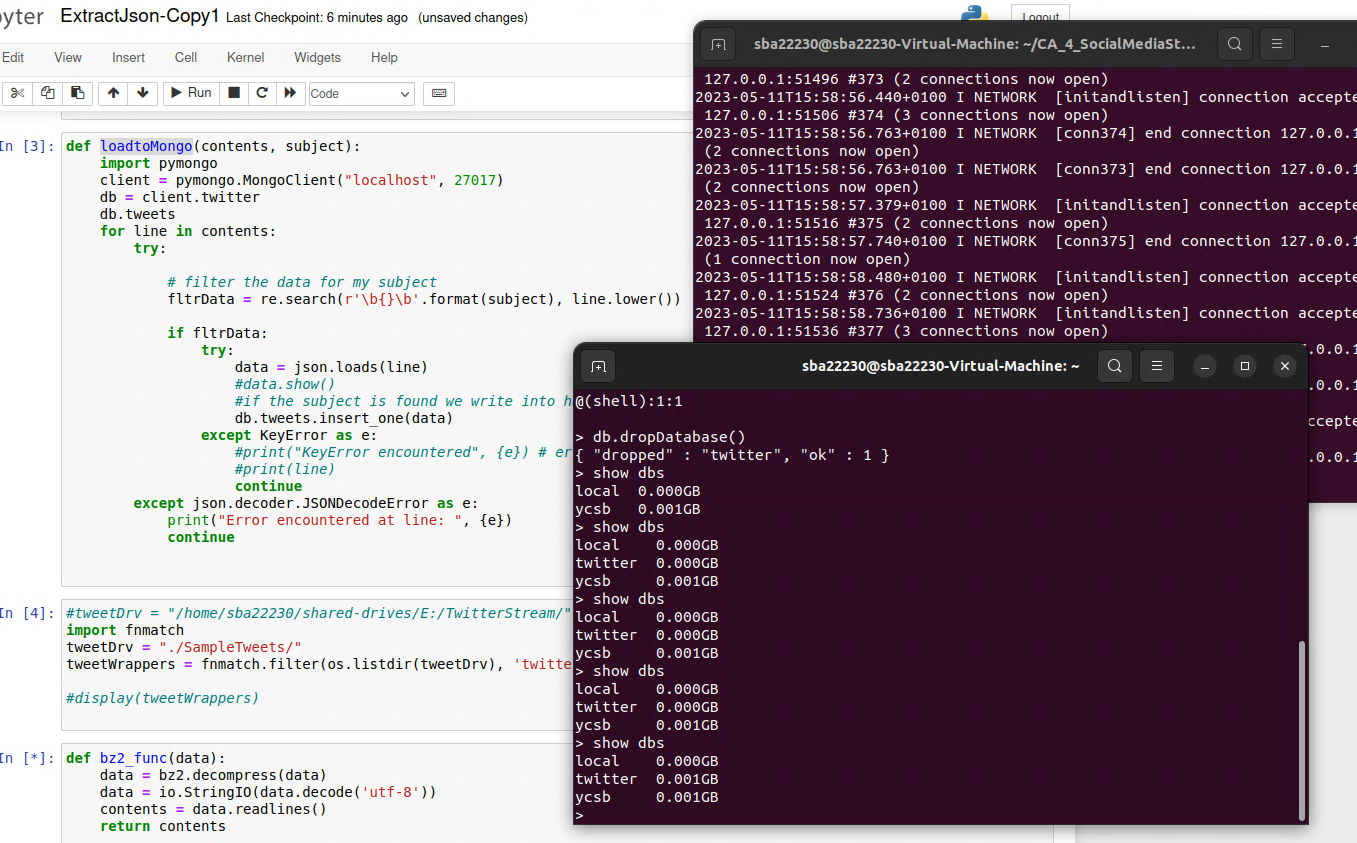 yter ExtractJson-Copy1 Last Checkpoint: 6 minutes ago (unsaved changes)
Logout
Edit View Insert Cell Kernel Widgets Help
Run Code
In [3]: def loadtoMongo(contents, subject):
import pymongo
client = pymongo.MongoClient("localhost", 27017)
db = client.twitter
db.tweets
for line in contents:
try:
# filter the data for my subject
fltrData = re.search(r'\b{}\b'.format(subject), line.lower())
if fltrData:
try:
data = json.loads(line)
#data.show()
#if the subject is found we write into h
db.tweets.insert_one(data)
except KeyError as e:
#print("KeyError encountered", {e}) # er
#print(line)
continue
except json.decoder.JSONDecodeError as e:
print("Error encountered at line: ", {e})
continue
In [4]: #tweetDrv = "/home/sba22230/shared-drives/E:/TwitterStream/"
import fnmatch
tweetDrv = "./SampleTweets/"
tweetWrappers = fnmatch.filter(os.listdir(tweetDrv), 'twitte
#display(tweetWrappers)
In [*]: def bz2_func(data):
data = bz2.decompress(data)
data = io.StringIO(data.decode('utf-8'))
contents = data.readlines()
return contents
sba22230@sba22230-Virtual-Machine: ~/CA_4_SocialMediaSt...
127.0.0.1:51496 #373 (2 connections now open)
2023-05-11T15:58:56.440+0100 I NETWORK [initandlisten] connection accepte
127.0.0.1:51506 #374 (3 connections now open)
2023-05-11T15:58:56.763+0100 I NETWORK [conn374] end connection 127.0.0.1
(2 connections now open)
2023-05-11T15:58:56.763+0100 I NETWORK [conn373] end connection 127.0.0.1
(2 connections now open)
2023-05-11T15:58:57.379+0100 I NETWORK [initandlisten] connection accepte
127.0.0.1:51516 #375 (2 connections now open)
2023-05-11T15:58:57.740+0100 I NETWORK [conn375] end connection 127.0.0.1
(1 connection now open)
2023-05-11T15:58:58.480+0100 I NETWORK [initandlisten] connection accepte
127.0.0.1:51524 #376 (2 connections now open)
2023-05-11T15:58:58.736+0100 I NETWORK [initandlisten] connection accepte
127.0.0.1:51536 #377 (3 connections now open)
.0.0.1
.0.0.1
ccepte
.0.0.1
sba22230@sba22230-Virtual-Machine: ~
@(shell):1:1
> db.dropDatabase()
{ "dropped" : "twitter", "ok" : 1 }
> show dbs
local 0.000GB
ycsb 0.001GB
> show dbs
local 0.000GB
twitter 0.000GB
ycsb 0.001GB
> show dbs
local 0.000GB
twitter 0.000GB
ycsb 0.001GB
> show dbs
local 0.000GB
twitter 0.000GB
ycsb 0.001GB
> show dbs
local 0.000GB
twitter 0.001GB
ycsb 0.001GB
>